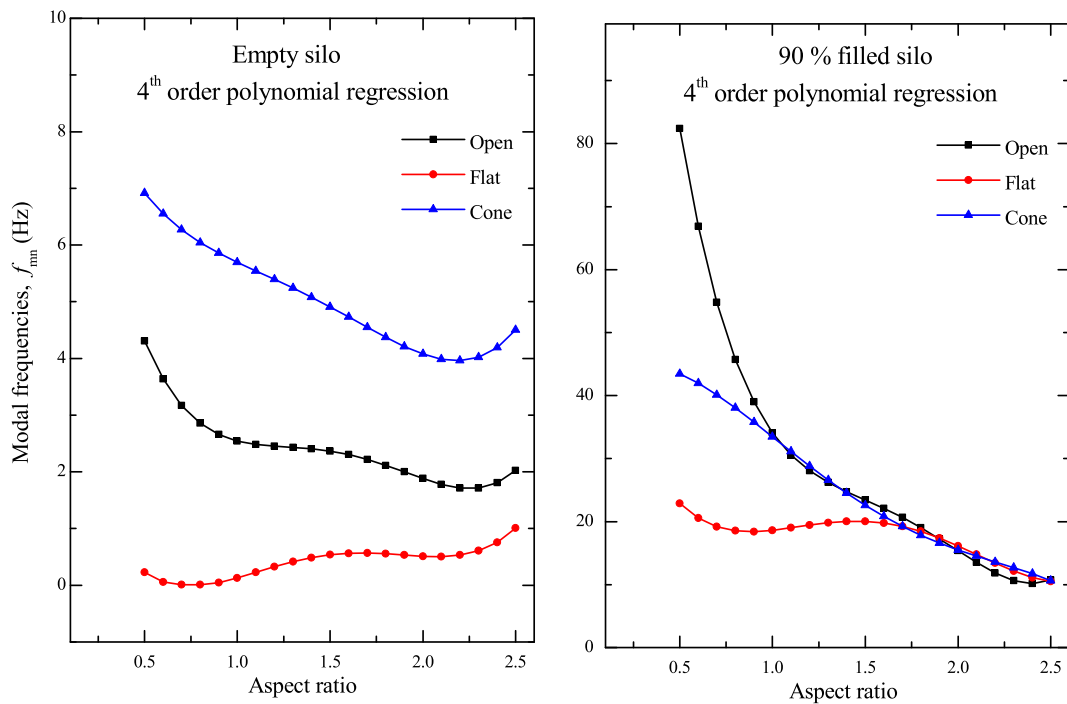 10
8
6
4
2
0
Modal frequencies, fmn (Hz)
Empty silo
4th order polynomial regression
Open
Flat
Cone
0.5 1.0 1.5 2.0 2.5
Aspect ratio
80
60
40
20
0
90 % filled silo
4th order polynomial regression
Open
Flat
Cone
0.5 1.0 1.5 2.0 2.5
Aspect ratio